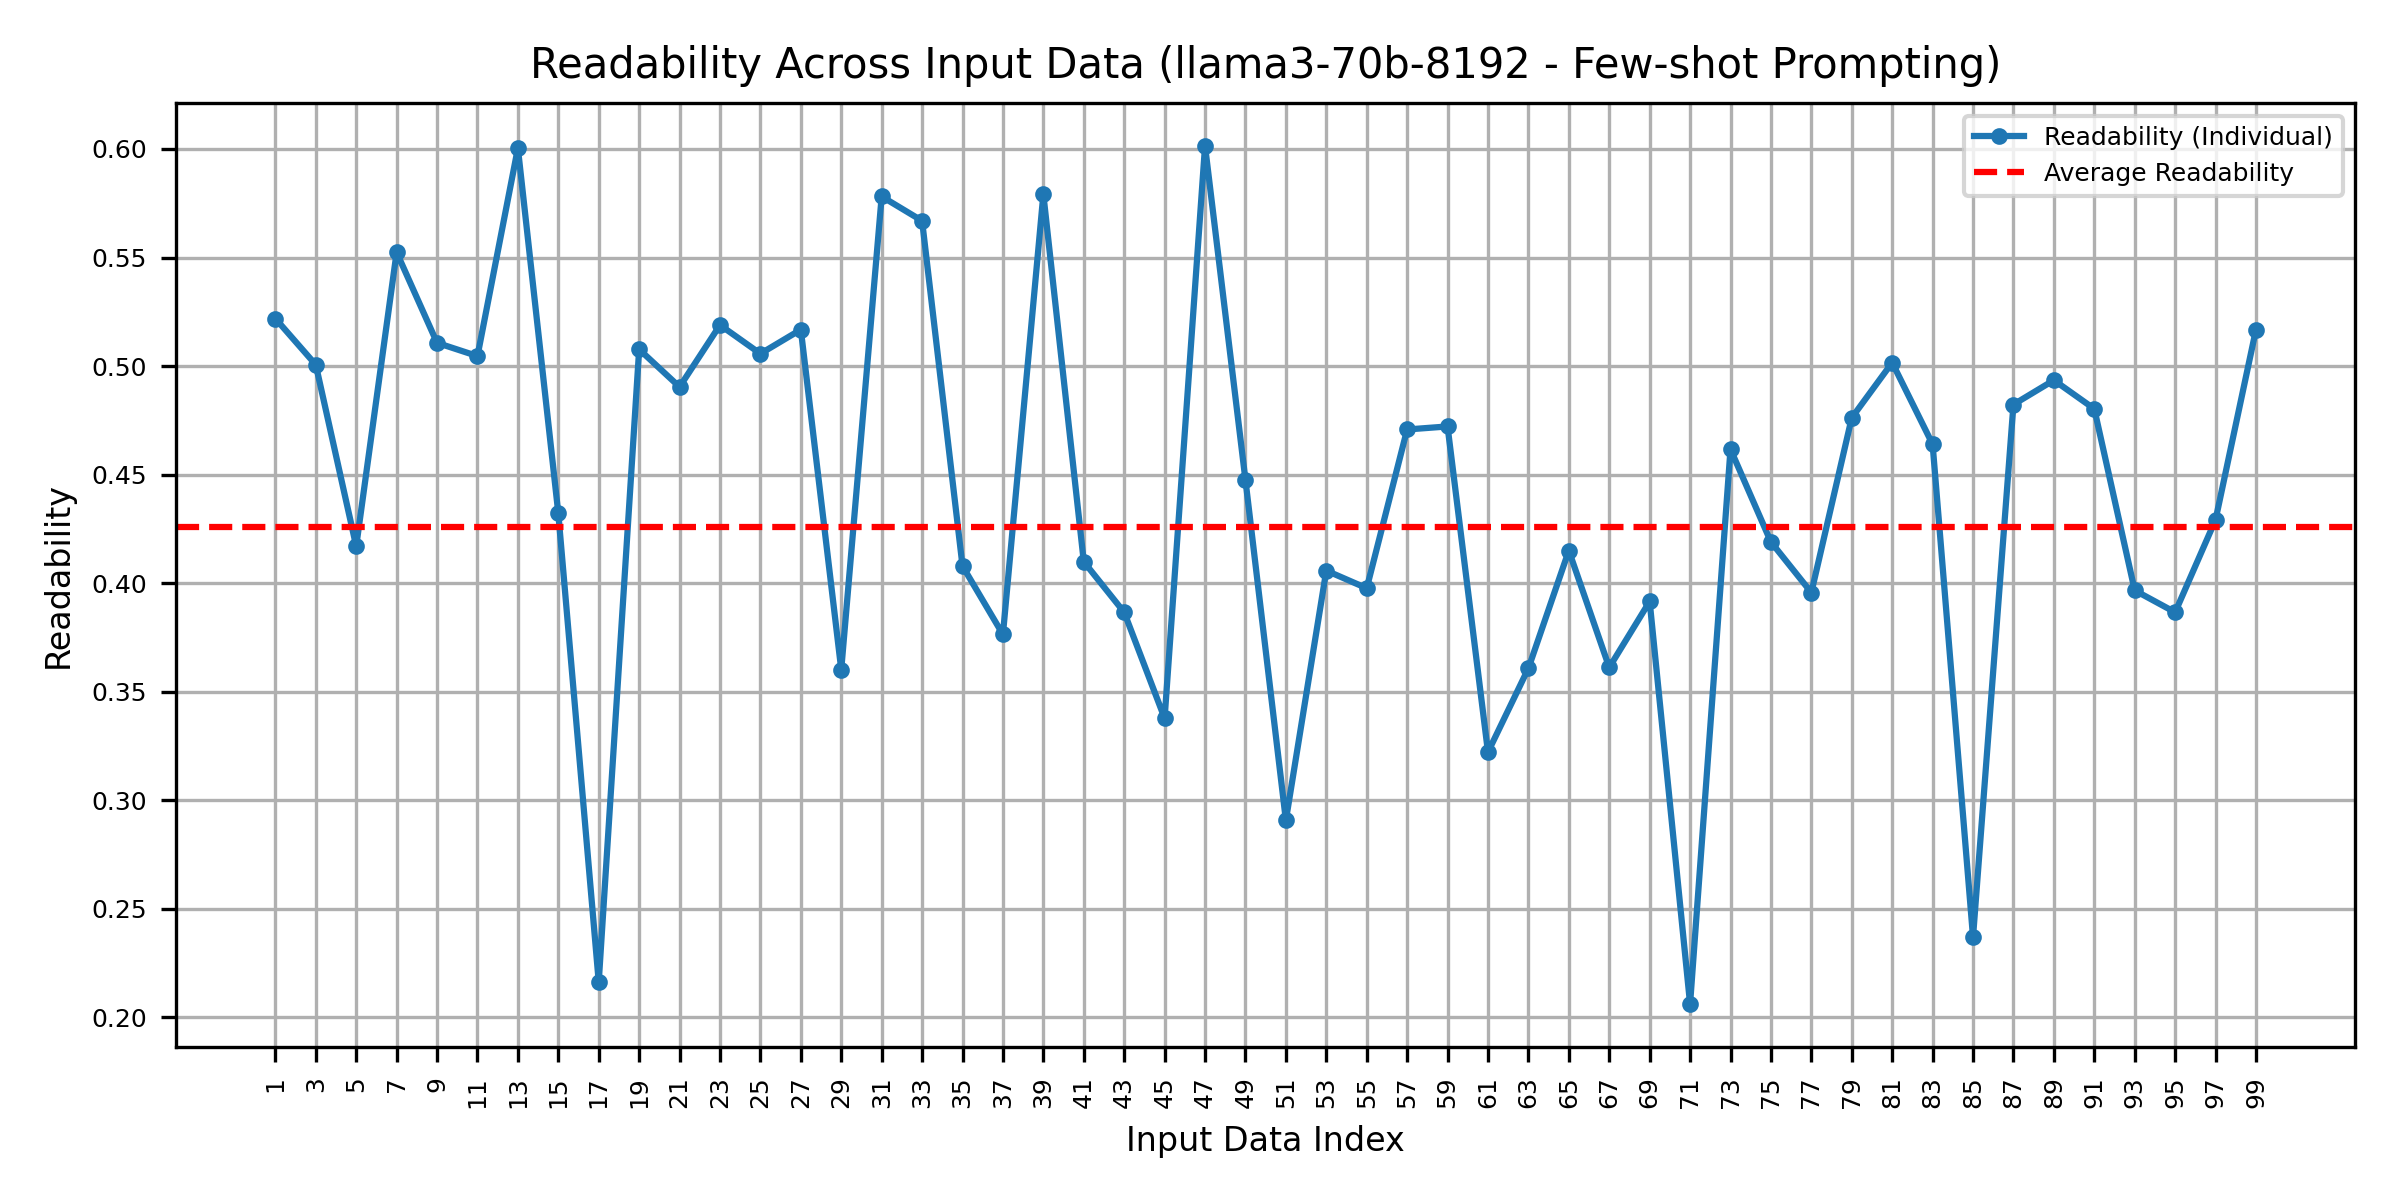 Readability Across Input Data (llama3-70b-8192 - Few-shot Prompting)
Readability (Individual)
Average Readability
Readability
0.60
0.55
0.50
0.45
0.40
0.35
0.30
0.25
0.20
1 3 5 7 9 11 13 15 17 19 21 23 25 27 29 31 33 35 37 39 41 43 45 47 49 51 53 55 57 59 61 63 65 67 69 71 73 75 77 79 81 83 85 87 89 91 93 95 97 99
Input Data Index